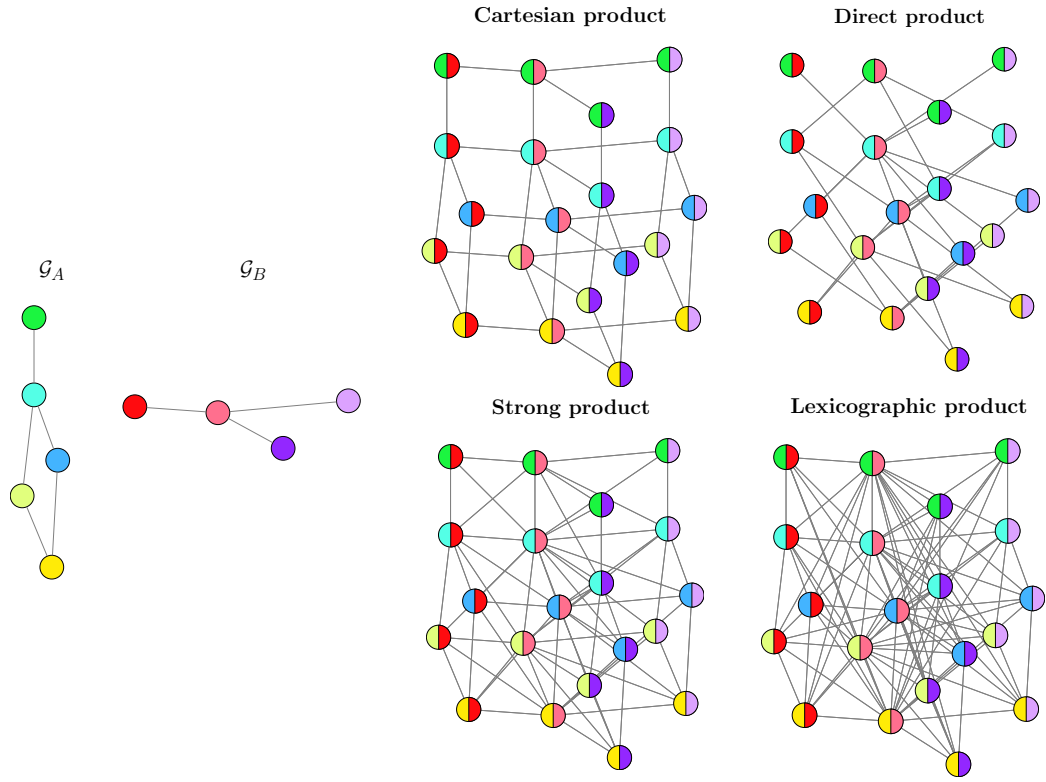 Cartesian product
Direct product
𝒢_A
𝒢_B
Strong product
Lexicographic product